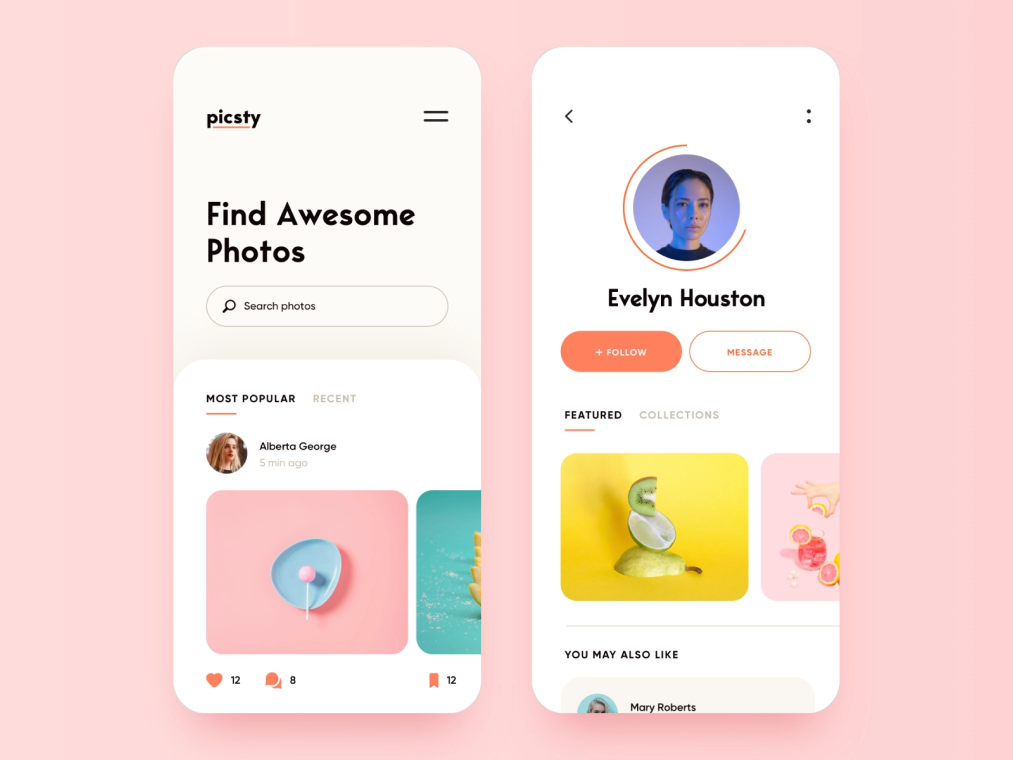 picsty
Find Awesome
Photos
Search photos
MOST POPULAR RECENT
Alberta George
5 min ago
12 8 12
Evelyn Houston
+ FOLLOW MESSAGE
FEATURED COLLECTIONS
YOU MAY ALSO LIKE
Mary Roberts